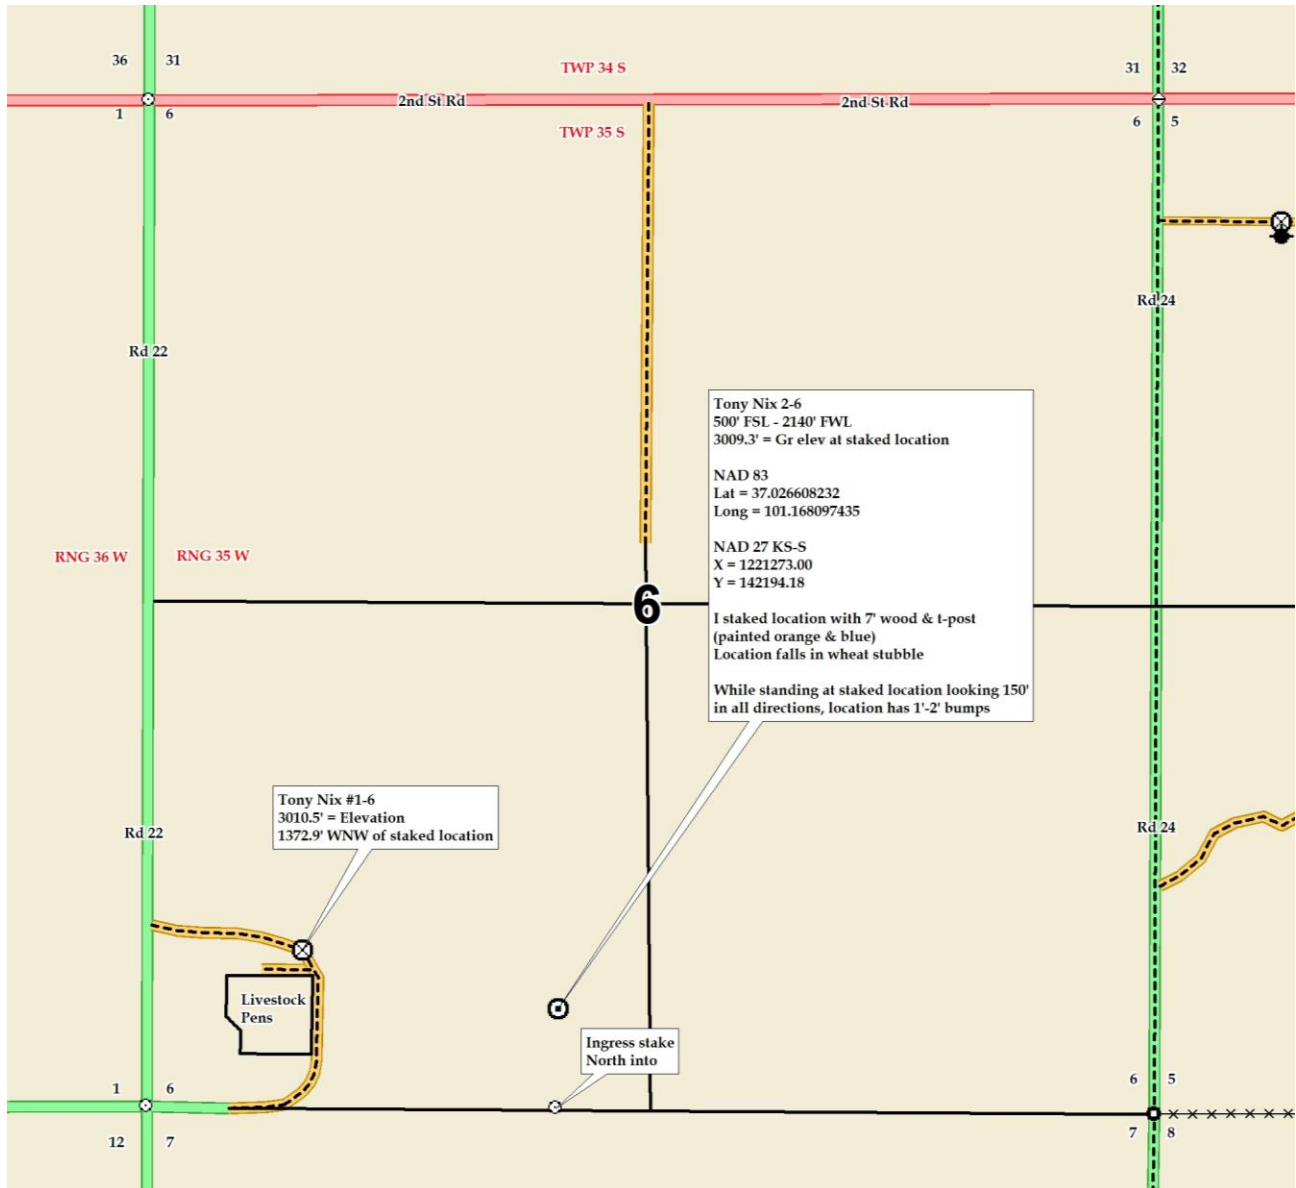 36 31
31 32
TWP 34 S
2nd St Rd
2nd St Rd
1 6
6 5
TWP 35 S
Rd 24
Rd 22
Tony Nix 2-6
500' FSL - 2140' FWL
3009.3' = Gr elev at staked location
NAD 83
Lat = 37.026608232
Long = 101.168097435
NAD 27 KS-S
X = 1221273.00
Y = 142194.18
I staked location with 7' wood & t-post
(painted orange & blue)
Location falls in wheat stubble
While standing at staked location looking 150'
in all directions, location has 1'-2' bumps
RNG 36 W
RNG 35 W
6
Tony Nix #1-6
3010.5' = Elevation
1372.9' WNW of staked location
Rd 22
Rd 24
Livestock
Pens
Ingress stake
North into
1 6
6 5
12 7
7 8